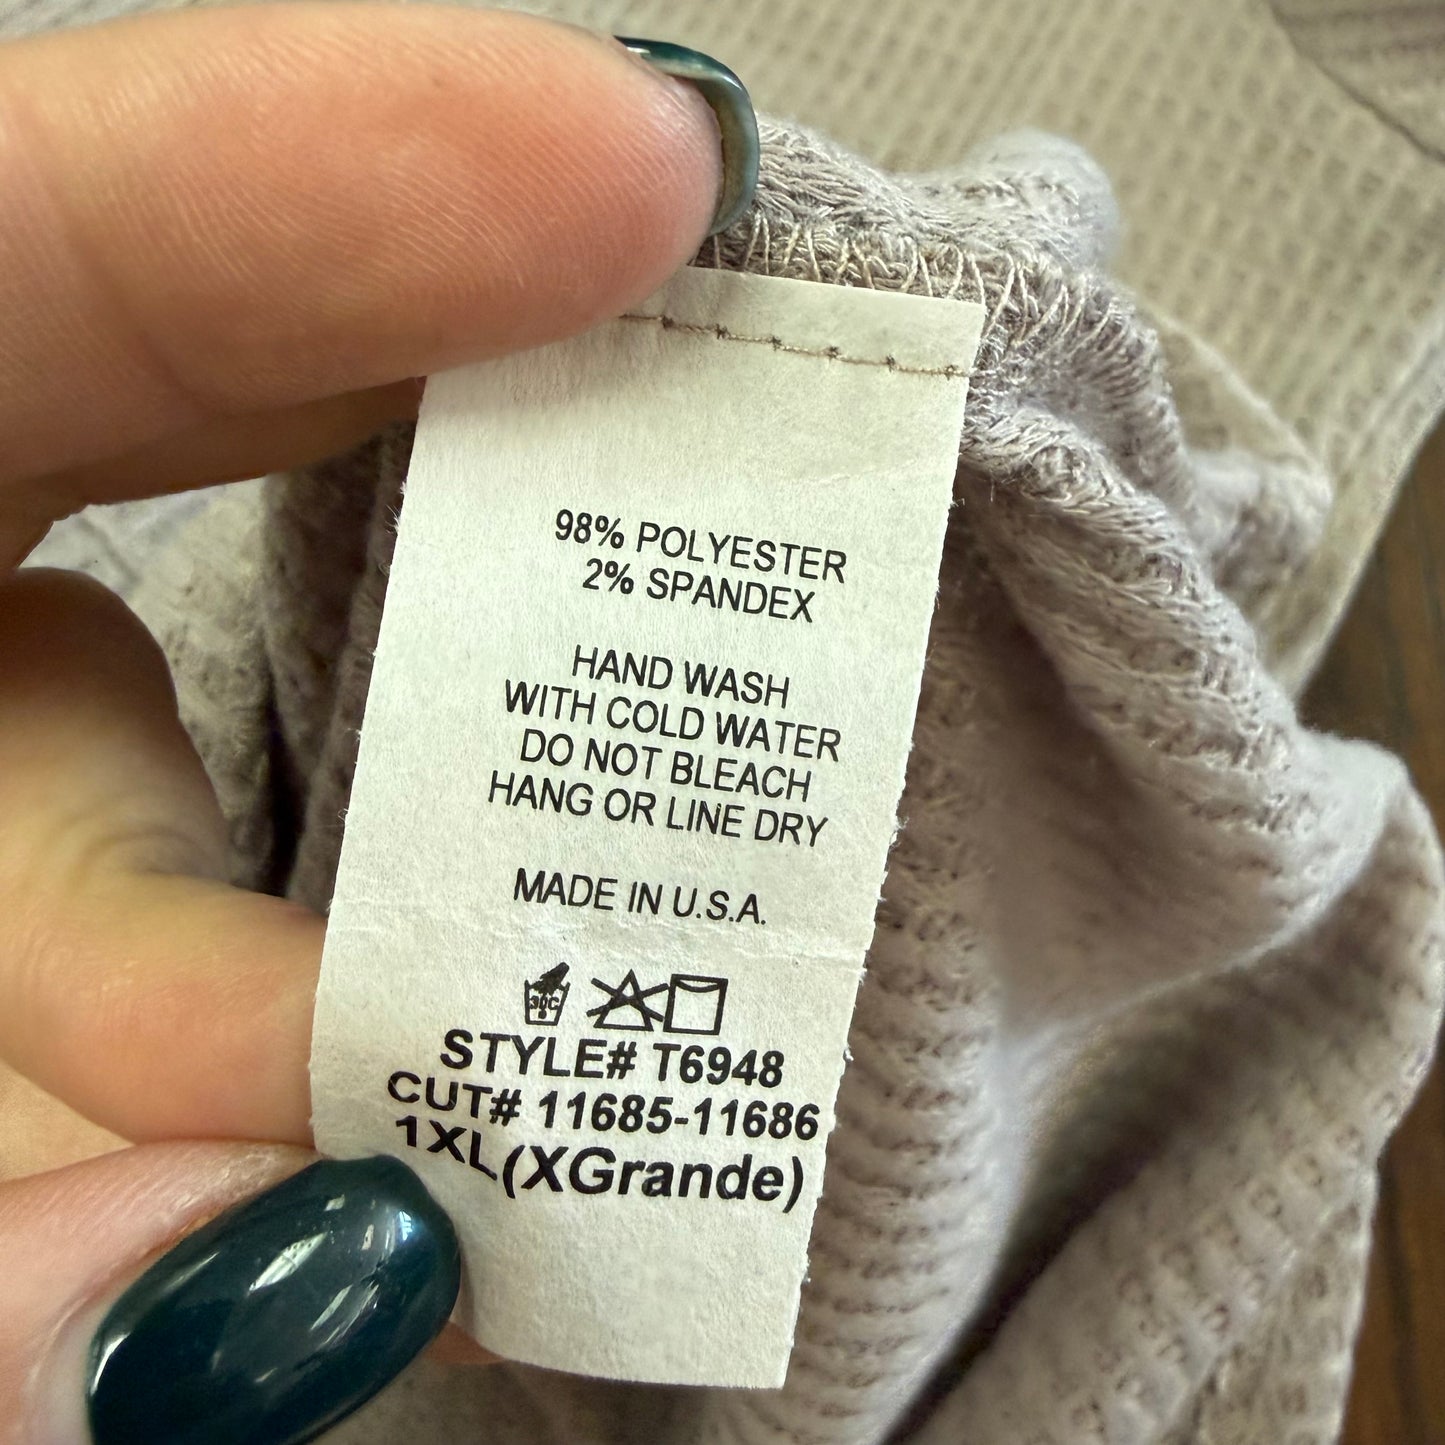 98% POLYESTER
2% SPANDEX
HAND WASH
WITH COLD WATER
DO NOT BLEACH
HANG OR LINE DRY
MADE IN U.S.A.
30C
STYLE# T6948
CUT# 11685-11686
1XL(XGrande)